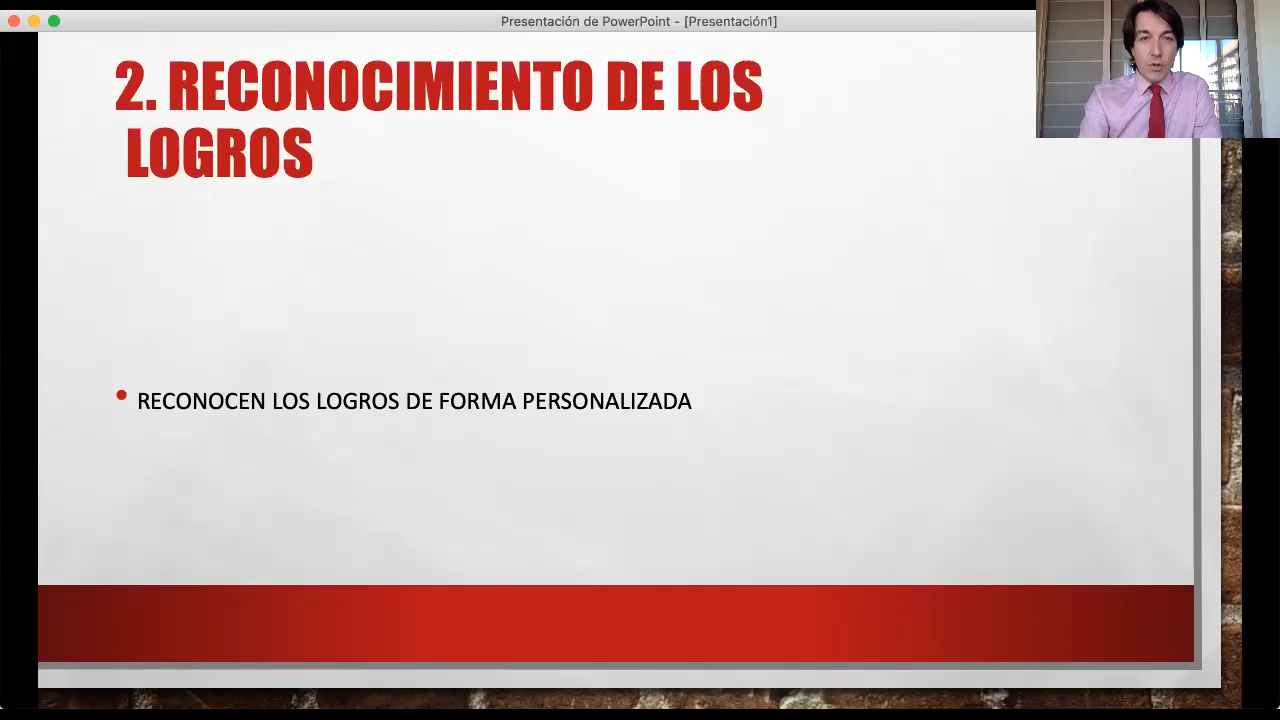 Presentación de PowerPoint - [Presentación1]
2. RECONOCIMIENTO DE LOS
LOGROS
• RECONOCEN LOS LOGROS DE FORMA PERSONALIZADA